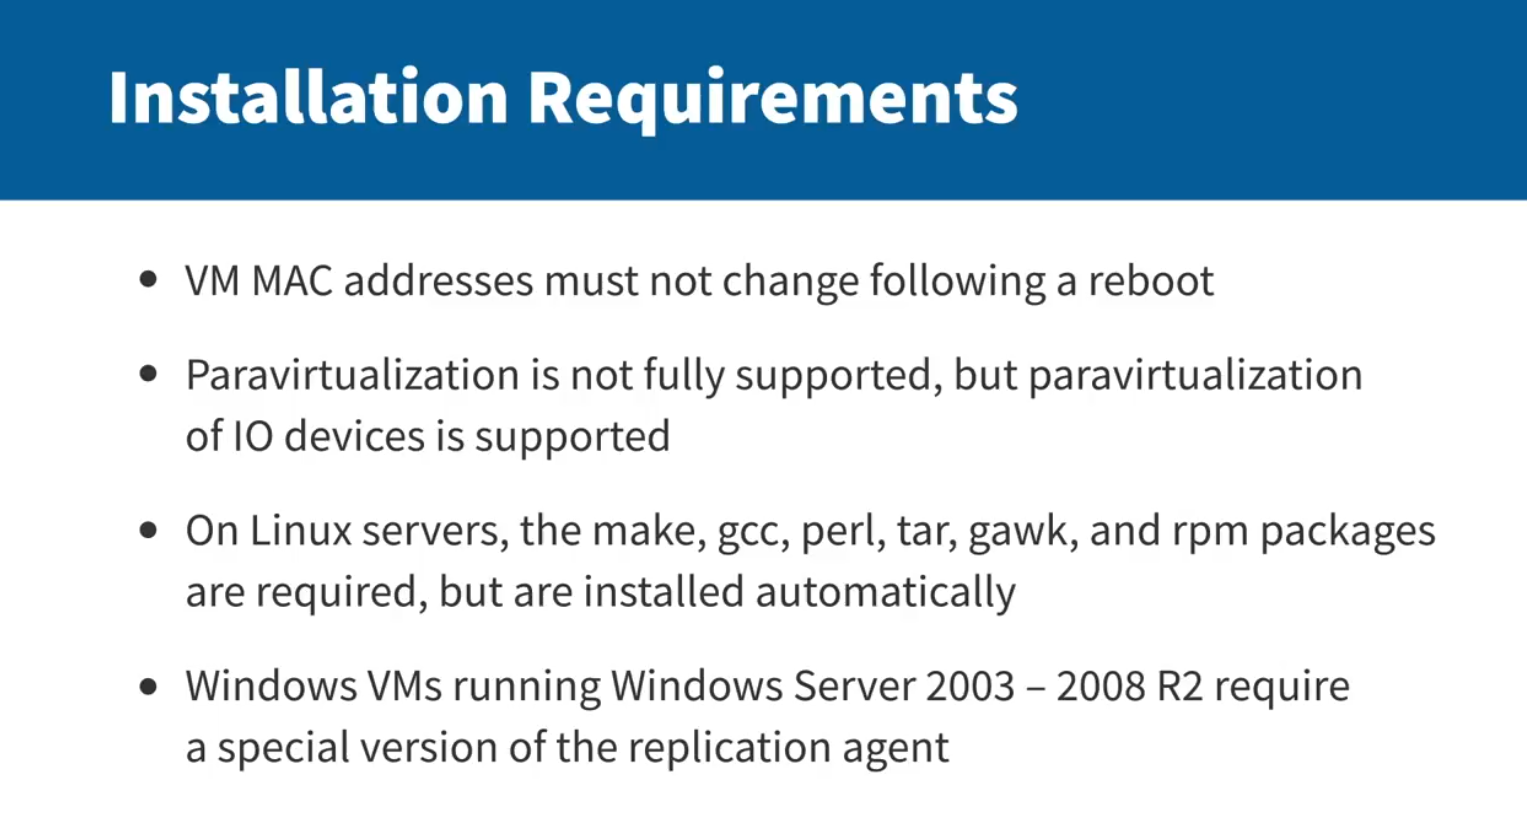 Installation Requirements
• VM MAC addresses must not change following a reboot
• Paravirtualization is not fully supported, but paravirtualization
of IO devices is supported
• On Linux servers, the make, gcc, perl, tar, gawk, and rpm packages
are required, but are installed automatically
• Windows VMs running Windows Server 2003 – 2008 R2 require
a special version of the replication agent